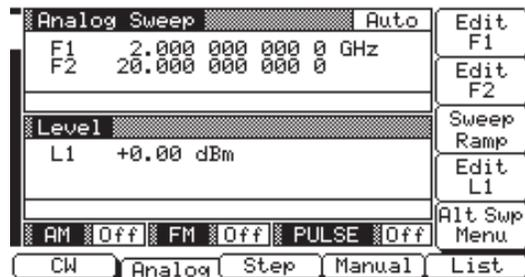 Analog Sweep Auto
F1 2.000 000 000 0 GHz
F2 20.000 000 000 0
Level
L1 +0.00 dBm
AM Off FM Off PULSE Off
Edit
F1
Edit
F2
Sweep
Ramp
Edit
L1
Alt Swp
Menu
CW Analog Step Manual List